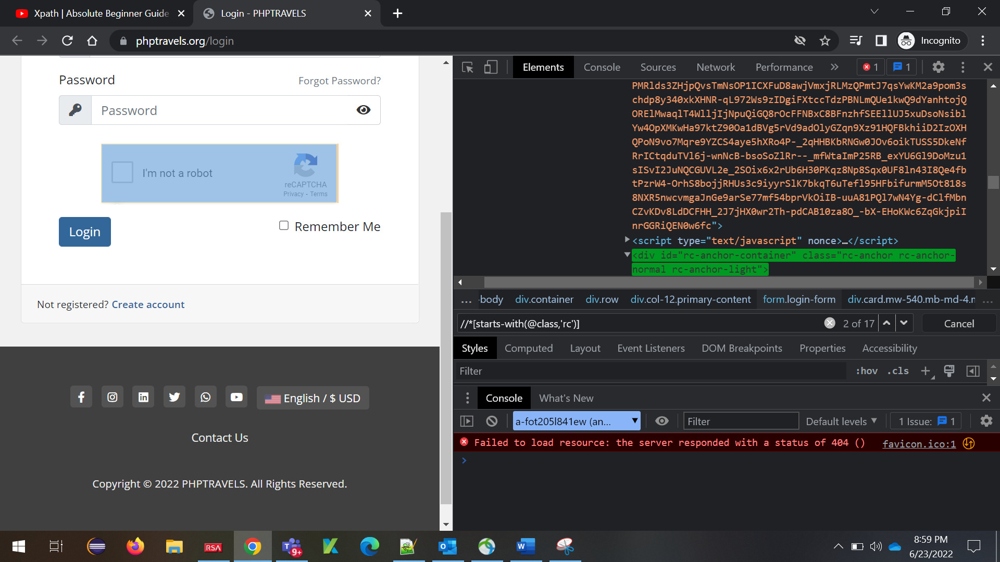 Xpath | Absolute Beginner Guide
Login - PHPTRAVELS
phptravels.org/login
Incognito
Password
Forgot Password?
Password
I'm not a robot
reCAPTCHA
Privacy - Terms
Login
Remember Me
Not registered? Create account
English / $ USD
Contact Us
Copyright © 2022 PHPTRAVELS. All Rights Reserved.
Elements
Console
Sources
Network
Performance
1
1
PMRlds3ZHjpQvsTmNsOP1ICXFuD8awjVmxjRLMzQPmtJ7qsYwKM2a9pom3s
chdp8y340xkXHNR-qL972Ws9zIDgiFXtccTdzPBNLmQUe1kwQ9dYanhtojQ
ORElMwaqlT4WlljIjNpuQiGQ8rOcFFNBxC8BFnzhfSEEllUJ5xuDsoNsibl
Yw4OpXMKwHa97ktZ90Oa1dBVg5rVd9adOlyGZqn9Xz91HQFBkhiiD2IzOXH
QPoN9vo7Mqre9YZCS4aye5hXRo4P-_2qHHBKbRNGw0JOv6oikTUSS5DkeNf
RrICtqduTVl6j-wnNcB-bsoSoZlRr--_mfWtaImP25RB_exYU6Gl9DoMzu1
sISvI2JuNQCGUVL2e_2SOix6x2rUb6H30PKqz8Np8Sqx0UF8ln43I8Qe4fb
tPzrW4-OrhS8bojjRHUs3c9iyyrSlK7bkqT6uTefl95HFbifurmM5Ot818s
8NXR5nwcvmgaJnGe9arSe77mf54bprVkOiIB-uuA81PQl7wN4Yg-dClfMbn
CZvKDv8LdDCFHH_2J7jHX0wr2Th-pdCAB10za8O_-bX-EHoKWc6ZqGkjpiI
nrGGRiQEN0w6fc">
<script type="text/javascript" nonce>…</script>
<div id="rc-anchor-container" class="rc-anchor rc-anchor-
normal rc-anchor-light">
... -body div.container div.row div.col-12.primary-content form.login-form div.card.mw-540.mb-md-4.r ...
//*[starts-with(@class,'rc')]
2 of 17
Cancel
Styles
Computed
Layout
Event Listeners
DOM Breakpoints
Properties
Accessibility
Filter
:hov
.cls
Console
What's New
a-fot205l841ew (an...
Filter
Default levels
1 Issue: 1
Failed to load resource: the server responded with a status of 404 ()
favicon.ico:1
RSA
T
9+
O
W
8:59 PM
6/23/2022